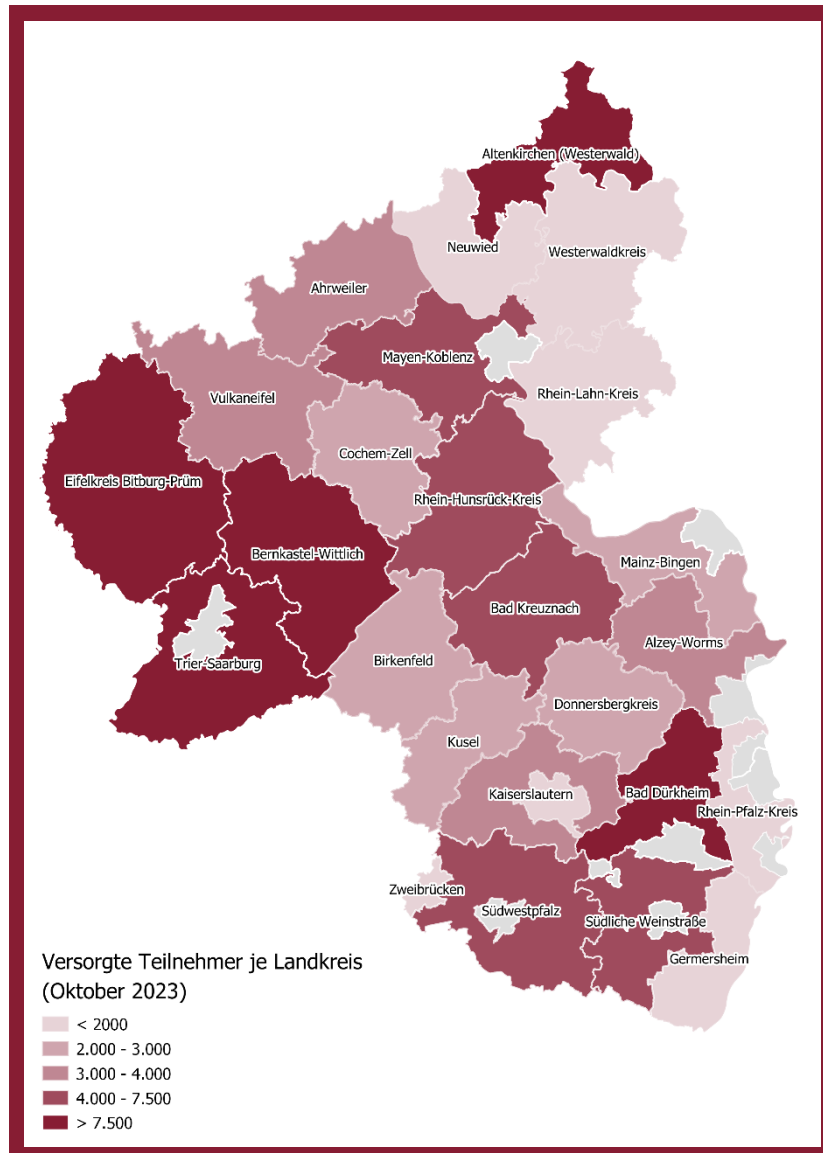 Altenkirchen (Westerwald)
Neuwied
Westerwaldkreis
Ahrweiler
Mayen-Koblenz
Rhein-Lahn-Kreis
Vulkaneifel
Cochem-Zell
Eifelkreis Bitburg-Prüm
Rhein-Hunsrück-Kreis
Bernkastel-Wittlich
Mainz-Bingen
Bad Kreuznach
Alzey-Worms
Trier-Saarburg
Birkenfeld
Donnersbergkreis
Kusel
Kaiserslautern
Bad Dürkheim
Rhein-Pfalz-Kreis
Zweibrücken
Südwestpfalz
Südliche Weinstraße
Germersheim
Versorgte Teilnehmer je Landkreis
(Oktober 2023)
< 2000
2.000 - 3.000
3.000 - 4.000
4.000 - 7.500
> 7.500